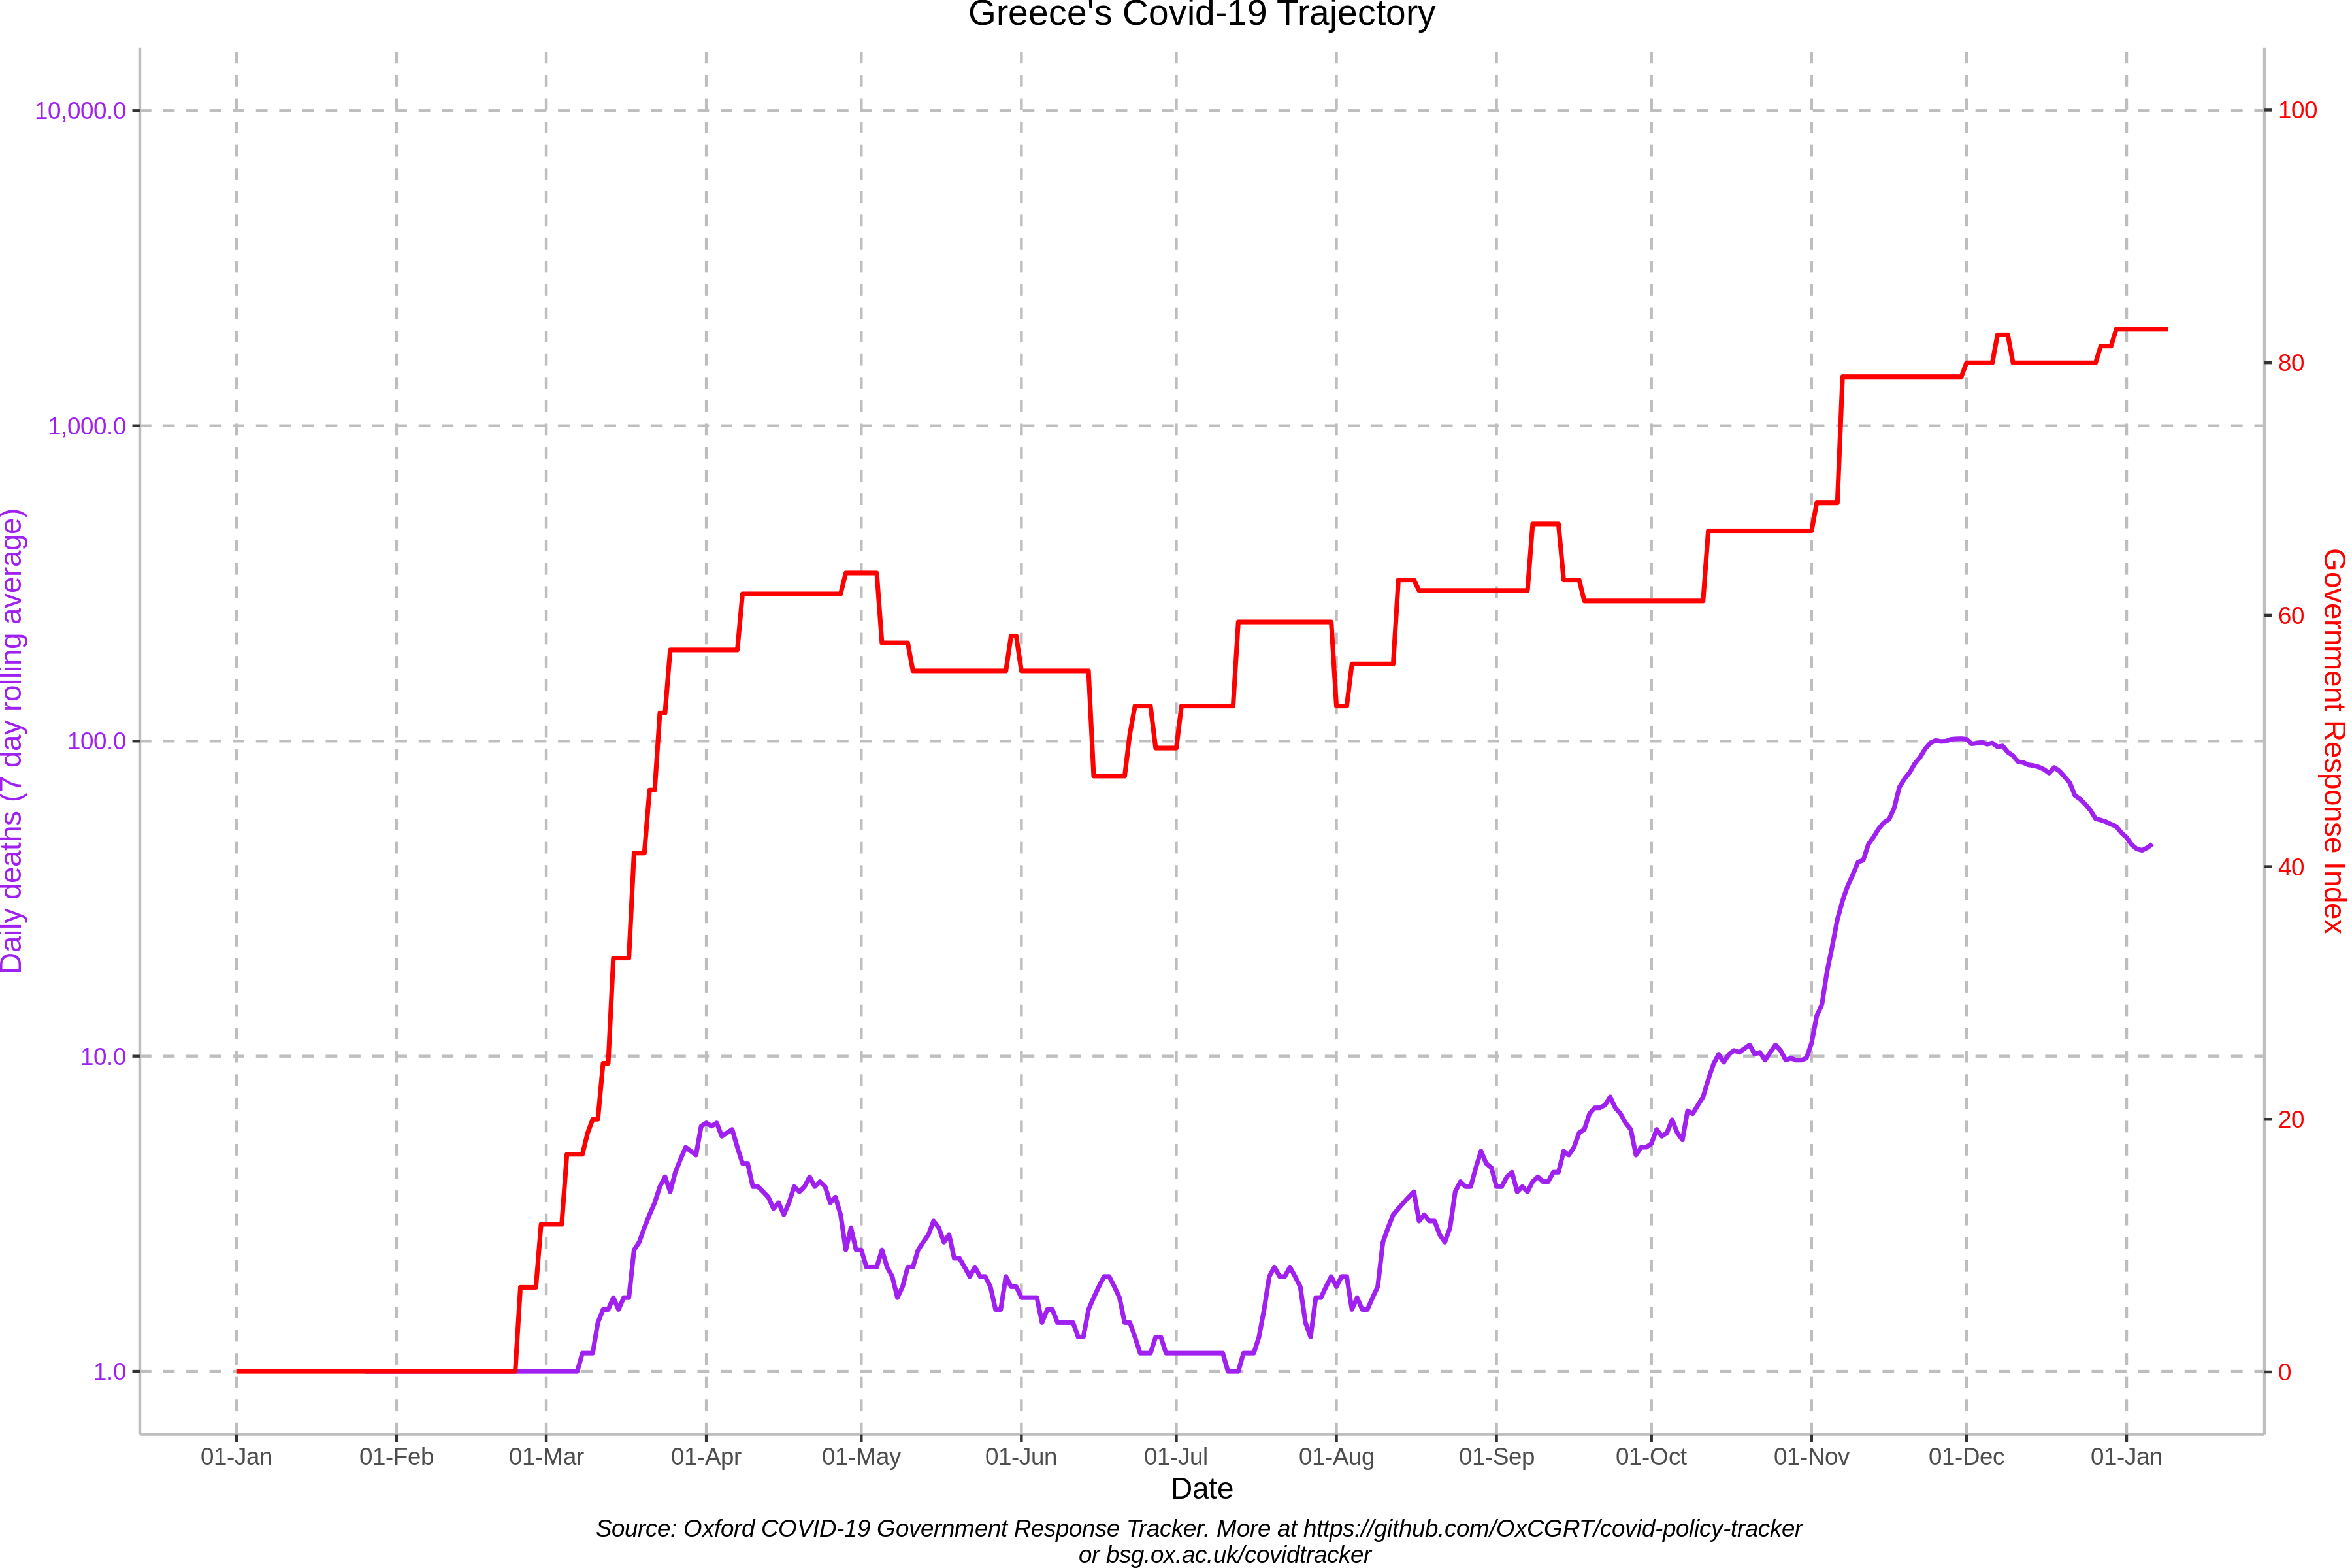 Greece's Covid-19 Trajectory
10,000.0
1,000.0
100.0
10.0
1.0
Daily deaths (7 day rolling average)
100
80
60
40
20
0
Government Response Index
01-Jan 01-Feb 01-Mar 01-Apr 01-May 01-Jun 01-Jul 01-Aug 01-Sep 01-Oct 01-Nov 01-Dec 01-Jan
Date
Source: Oxford COVID-19 Government Response Tracker. More at https://github.com/OxCGRT/covid-policy-tracker
or bsg.ox.ac.uk/covidtracker